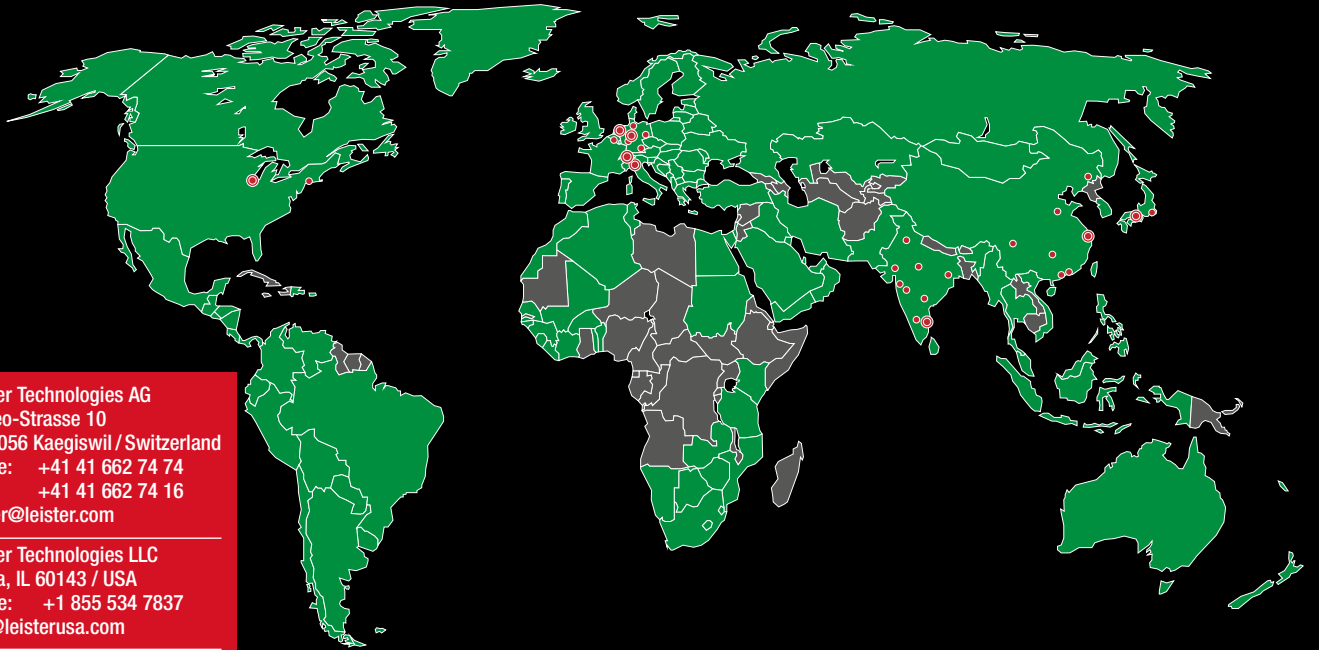 er Technologies AG
eo-Strasse 10
056 Kaegiswil / Switzerland
e: +41 41 662 74 74
+41 41 662 74 16
r@leister.com
er Technologies LLC
a, IL 60143 / USA
e: +1 855 534 7837
@leisterusa.com